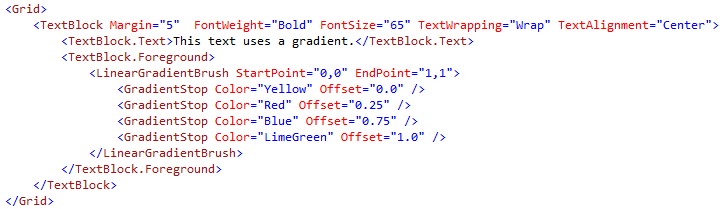 <Grid>
<TextBlock Margin="5"  FontWeight="Bold" FontSize="65" TextWrapping="Wrap" TextAlignment="Center">
<TextBlock.Text>This text uses a gradient.</TextBlock.Text>
<TextBlock.Foreground>
<LinearGradientBrush StartPoint="0,0" EndPoint="1,1">
<GradientStop Color="Yellow" Offset="0.0" />
<GradientStop Color="Red" Offset="0.25" />
<GradientStop Color="Blue" Offset="0.75" />
<GradientStop Color="LimeGreen" Offset="1.0" />
</LinearGradientBrush>
</TextBlock.Foreground>
</TextBlock>
</Grid>